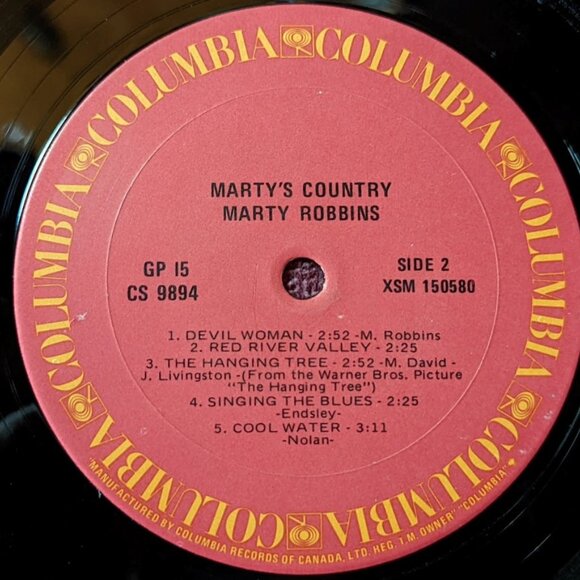 COLUMBIA COLUMBIA COLUMBIA COLUMBIA COLUMBIA COLUMBIA
MARTY'S COUNTRY
MARTY ROBBINS
GP 15
CS 9894
SIDE 2
XSM 150580
1. DEVIL WOMAN - 2:52 -M. Robbins
2. RED RIVER VALLEY - 2:25
3. THE HANGING TREE - 2:52 -M. David -
J. Livingston -(From the Warner Bros. Picture
"The Hanging Tree")
4. SINGING THE BLUES - 2:25
-Endsley-
5. COOL WATER - 3:11
-Nolan-
"MANUFACTURED BY COLUMBIA RECORDS OF CANADA, LTD. REG. T.M. OWNER" "COLUMBIA"